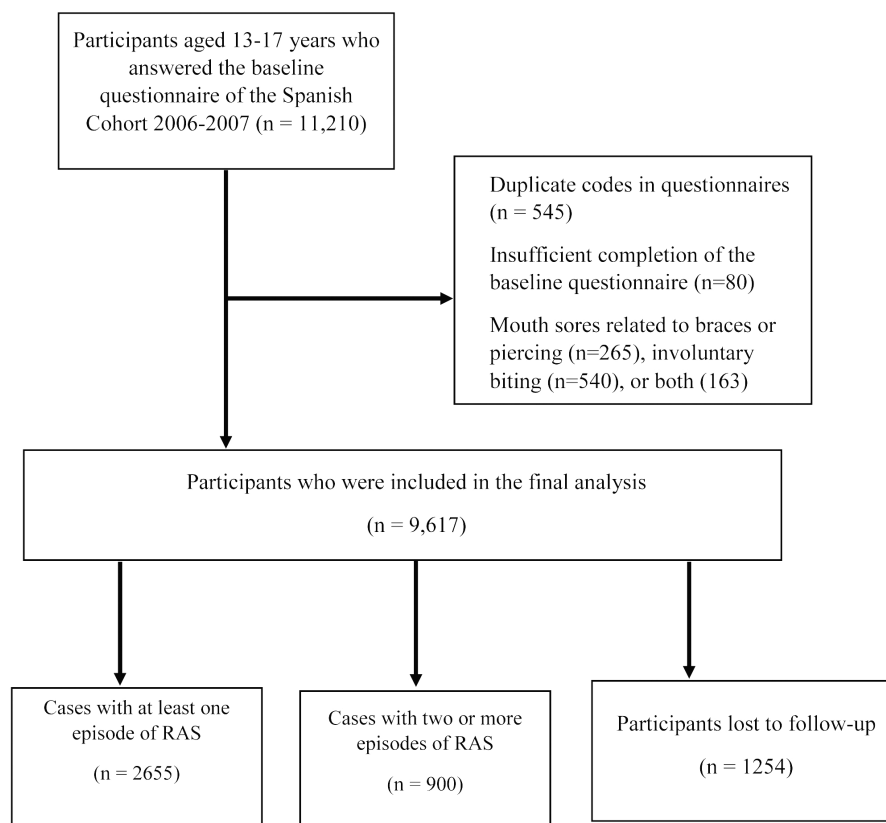 Participants aged 13-17 years who
answered the baseline
questionnaire of the Spanish
Cohort 2006-2007 (n = 11,210)
Duplicate codes in questionnaires
(n = 545)
Insufficient completion of the
baseline questionnaire (n=80)
Mouth sores related to braces or
piercing (n=265), involuntary
biting (n=540), or both (163)
Participants who were included in the final analysis
(n = 9,617)
Cases with at least one
episode of RAS
(n = 2655)
Cases with two or more
episodes of RAS
(n = 900)
Participants lost to follow-up
(n = 1254)